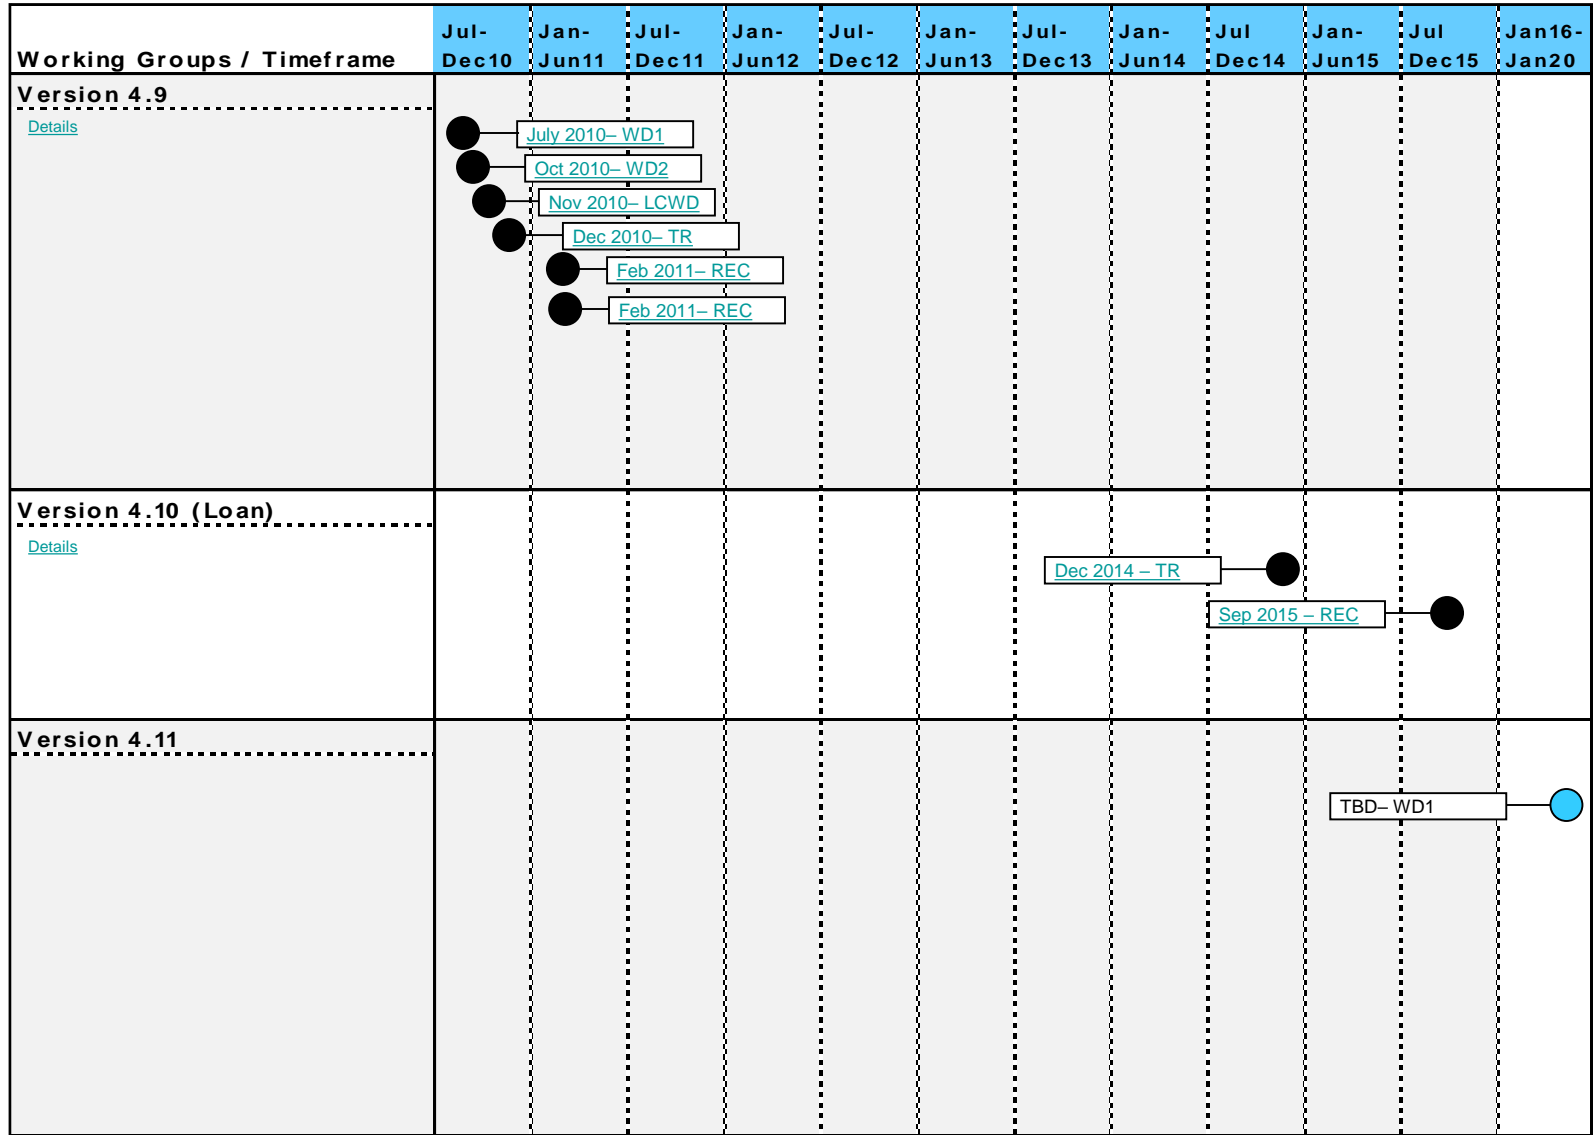 Working Groups / Timeframe
Jul-
Dec10
Jan-
Jun11
Jul-
Dec11
Jan-
Jun12
Jul-
Dec12
Jan-
Jun13
Jul-
Dec13
Jan-
Jun14
Jul
Dec14
Jan-
Jun15
Jul
Dec15
Jan16-
Jan20
Version 4.9
Details
July 2010– WD1
Oct 2010– WD2
Nov 2010– LCWD
Dec 2010– TR
Feb 2011– REC
Feb 2011– REC
Version 4.10 (Loan)
Details
Dec 2014 – TR
Sep 2015 – REC
Version 4.11
TBD– WD1